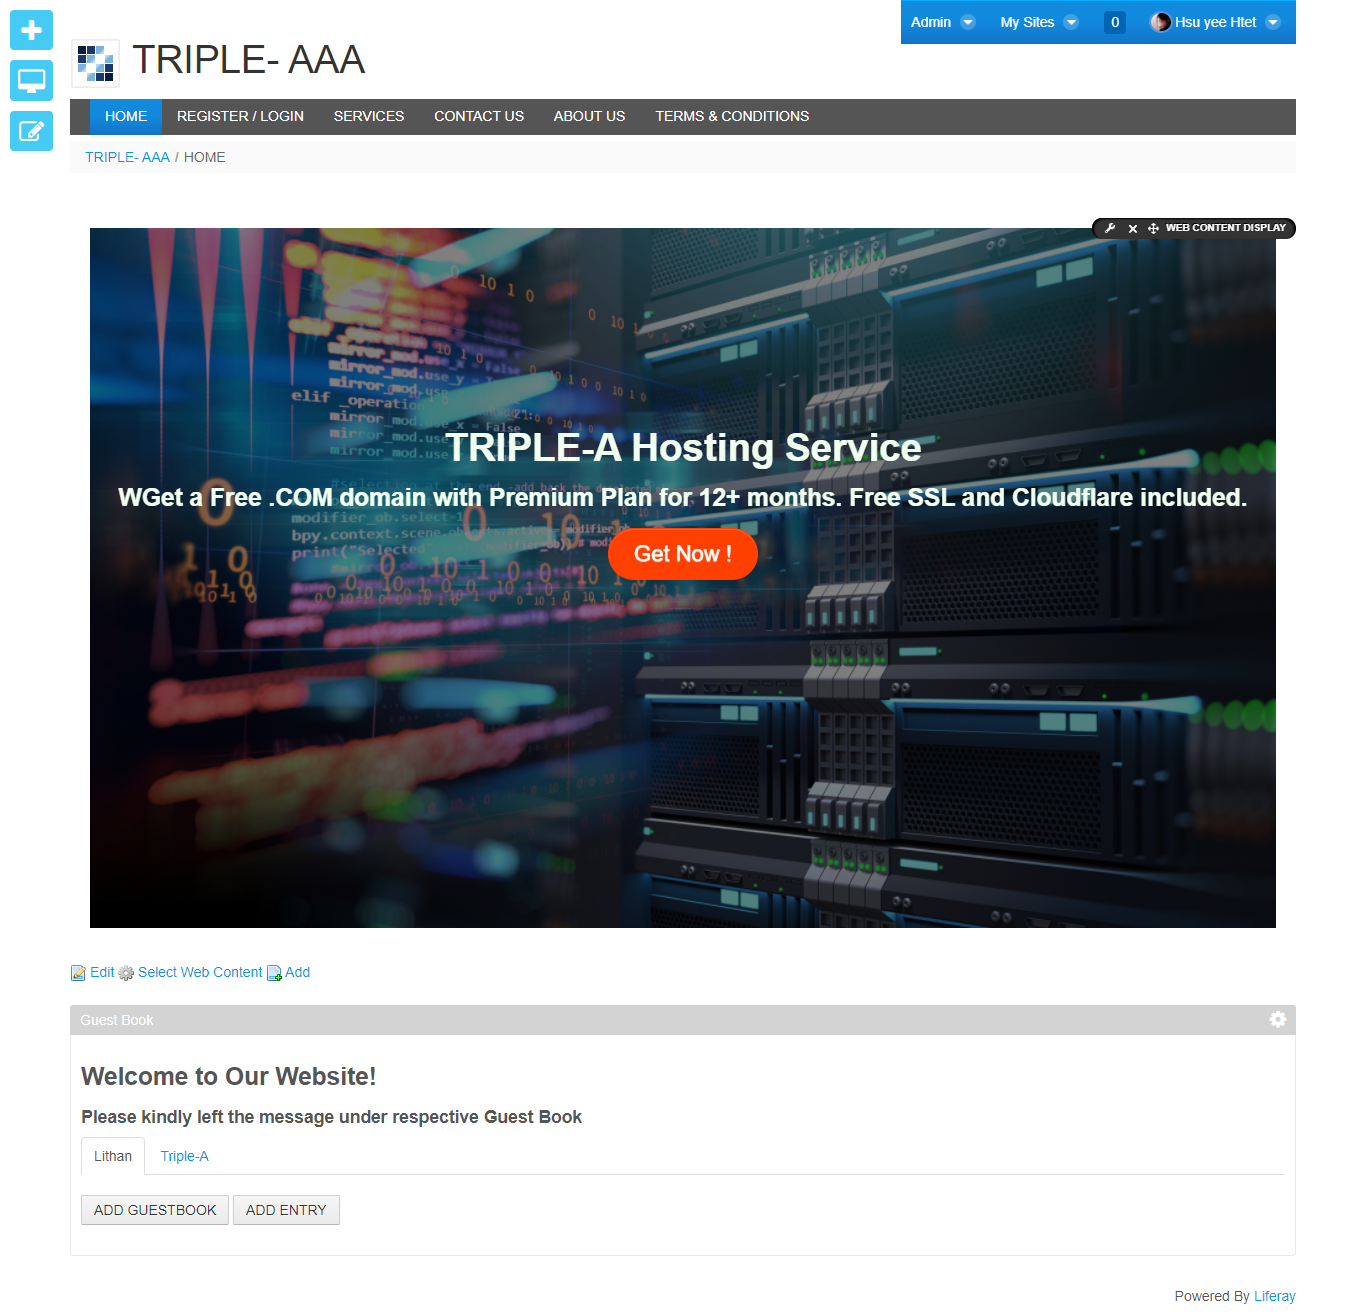 Admin My Sites 0 Hsu yee Htet
TRIPLE- AAA
HOME REGISTER / LOGIN SERVICES CONTACT US ABOUT US TERMS & CONDITIONS
TRIPLE- AAA / HOME
WEB CONTENT DISPLAY
TRIPLE-A Hosting Service
WGet a Free .COM domain with Premium Plan for 12+ months. Free SSL and Cloudflare included.
Get Now !
Edit Select Web Content Add
Guest Book
Welcome to Our Website!
Please kindly left the message under respective Guest Book
Lithan Triple-A
ADD GUESTBOOK ADD ENTRY
Powered By Liferay